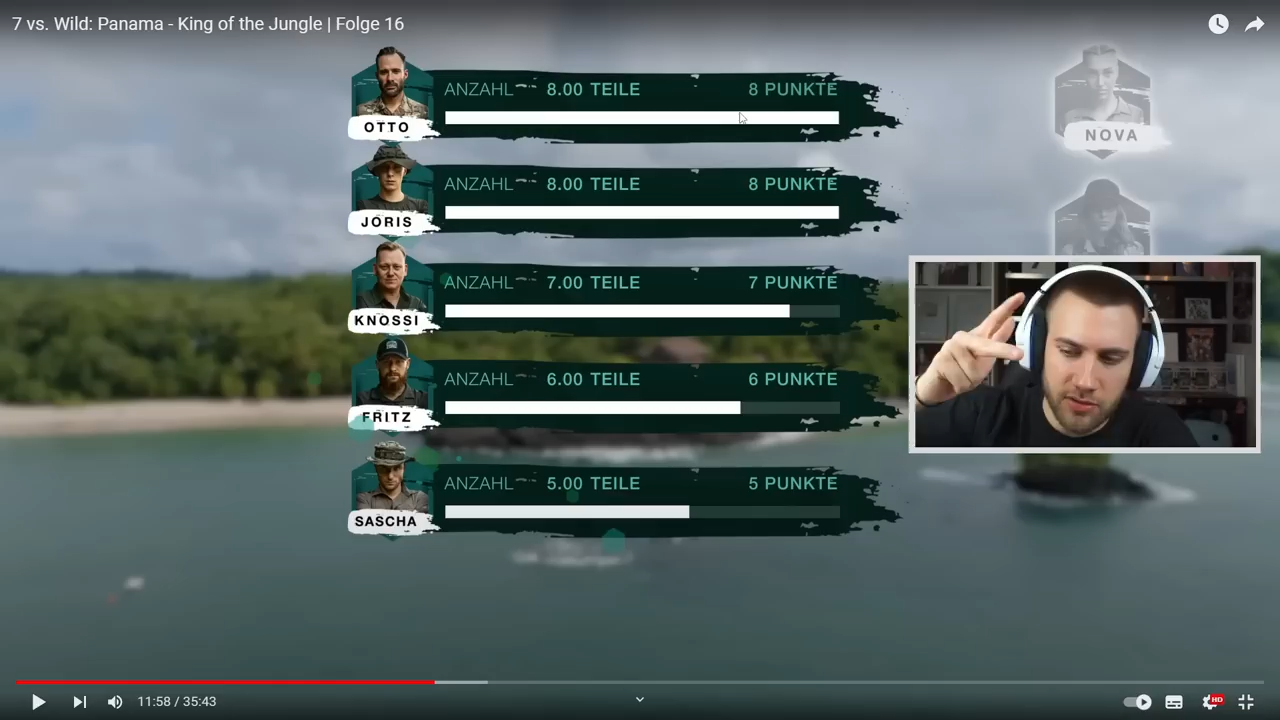 7 vs. Wild: Panama - King of the Jungle | Folge 16
ANZAHL 8.00 TEILE 8 PUNKTE
OTTO
NOVA
ANZAHL 8.00 TEILE 8 PUNKTE
JORIS
ANZAHL 7.00 TEILE 7 PUNKTE
KNOSSI
ANZAHL 6.00 TEILE 6 PUNKTE
FRITZ
ANZAHL 5.00 TEILE 5 PUNKTE
SASCHA
11:58 / 35:43
HD